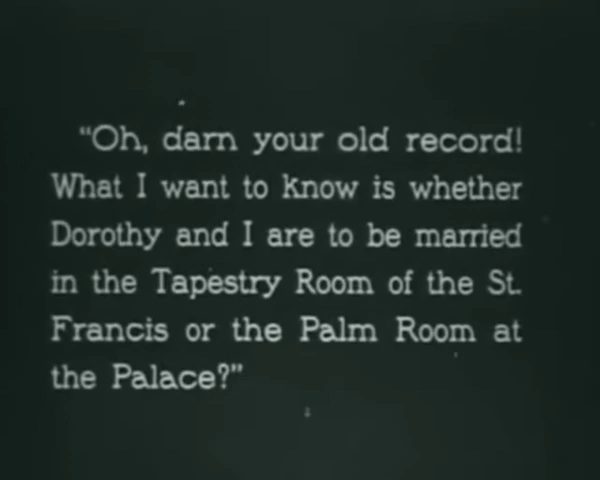 “Oh, darn your old record!
What I want to know is whether
Dorothy and I are to be married
in the Tapestry Room of the St.
Francis or the Palm Room at
the Palace?”